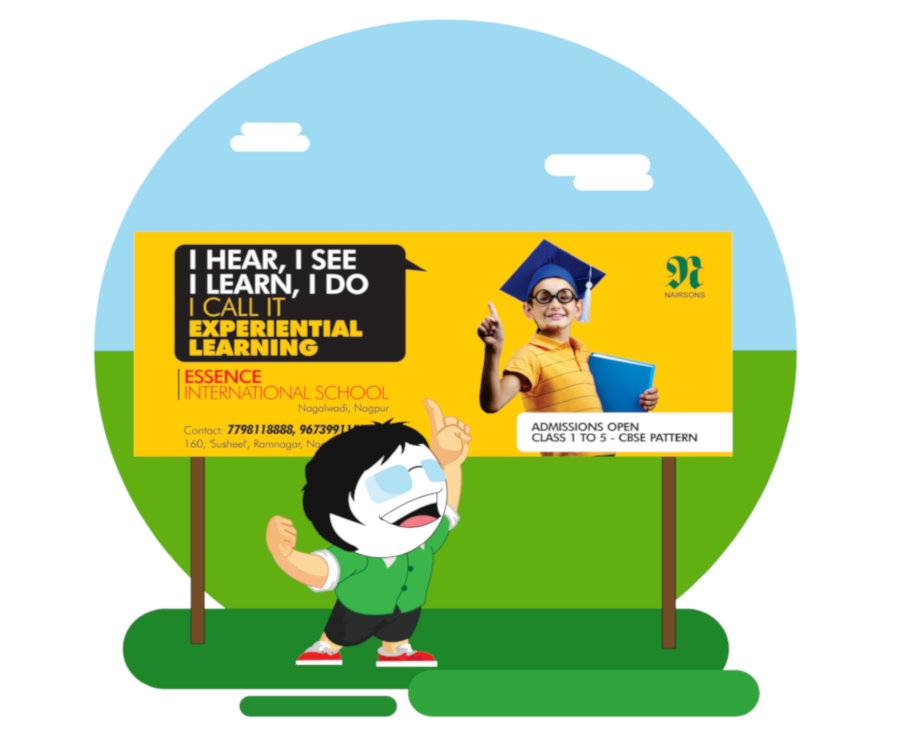 I HEAR, I SEE
I LEARN, I DO
I CALL IT
EXPERIENTIAL
LEARNING
ESSENCE
INTERNATIONAL SCHOOL
Nagalwadi, Nagpur
Contact: 7798118888,
160, 'Susheel', Ramnagar,
NAIRSONS
ADMISSIONS OPEN
CLASS 1 TO 5 - CBSE PATTERN